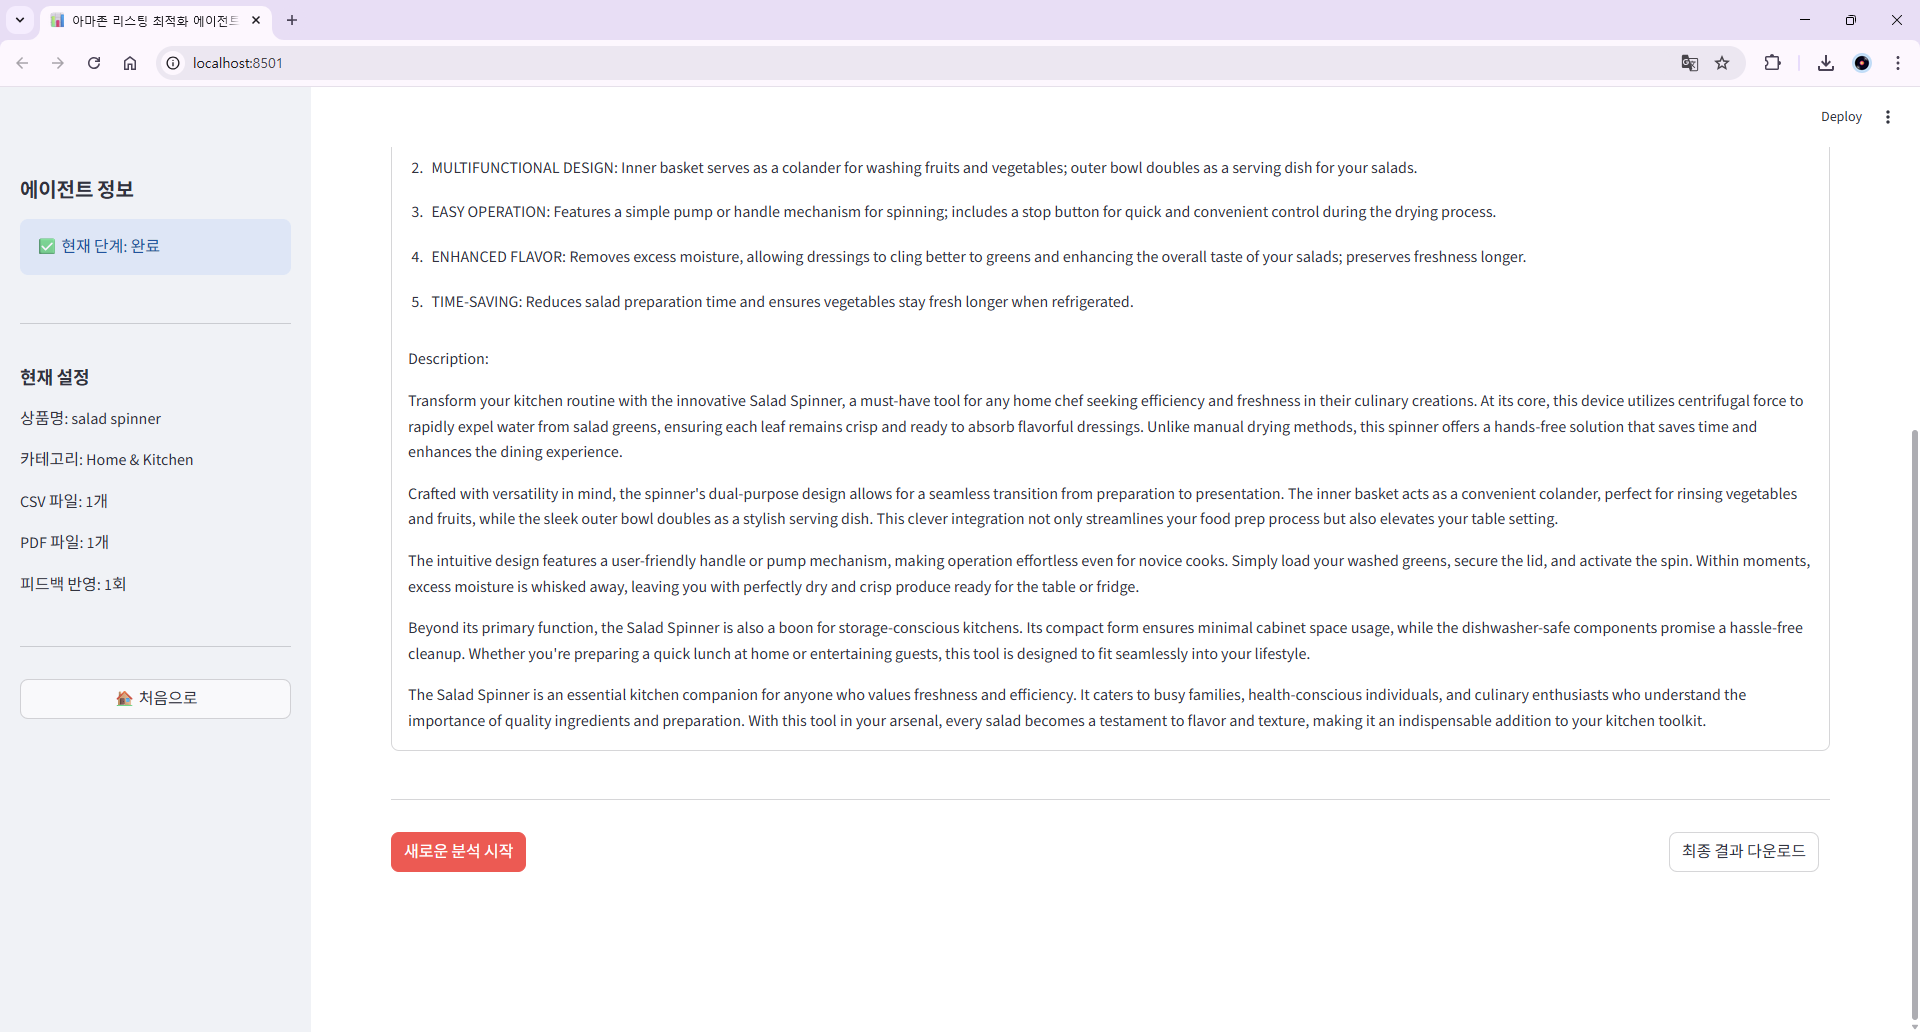 아마존 리스팅 최적화 에이전트
localhost:8501
Deploy
에이전트 정보
현재 단계: 완료
현재 설정
상품명: salad spinner
카테고리: Home & Kitchen
CSV 파일: 1개
PDF 파일: 1개
피드백 반영: 1회
처음으로
2. MULTIFUNCTIONAL DESIGN: Inner basket serves as a colander for washing fruits and vegetables; outer bowl doubles as a serving dish for your salads.
3. EASY OPERATION: Features a simple pump or handle mechanism for spinning; includes a stop button for quick and convenient control during the drying process.
4. ENHANCED FLAVOR: Removes excess moisture, allowing dressings to cling better to greens and enhancing the overall taste of your salads; preserves freshness longer.
5. TIME-SAVING: Reduces salad preparation time and ensures vegetables stay fresh longer when refrigerated.
Description:
Transform your kitchen routine with the innovative Salad Spinner, a must-have tool for any home chef seeking efficiency and freshness in their culinary creations. At its core, this device utilizes centrifugal force to
rapidly expel water from salad greens, ensuring each leaf remains crisp and ready to absorb flavorful dressings. Unlike manual drying methods, this spinner offers a hands-free solution that saves time and
enhances the dining experience.
Crafted with versatility in mind, the spinner's dual-purpose design allows for a seamless transition from preparation to presentation. The inner basket acts as a convenient colander, perfect for rinsing vegetables
and fruits, while the sleek outer bowl doubles as a stylish serving dish. This clever integration not only streamlines your food prep process but also elevates your table setting.
The intuitive design features a user-friendly handle or pump mechanism, making operation effortless even for novice cooks. Simply load your washed greens, secure the lid, and activate the spin. Within moments,
excess moisture is whisked away, leaving you with perfectly dry and crisp produce ready for the table or fridge.
Beyond its primary function, the Salad Spinner is also a boon for storage-conscious kitchens. Its compact form ensures minimal cabinet space usage, while the dishwasher-safe components promise a hassle-free
cleanup. Whether you're preparing a quick lunch at home or entertaining guests, this tool is designed to fit seamlessly into your lifestyle.
The Salad Spinner is an essential kitchen companion for anyone who values freshness and efficiency. It caters to busy families, health-conscious individuals, and culinary enthusiasts who understand the
importance of quality ingredients and preparation. With this tool in your arsenal, every salad becomes a testament to flavor and texture, making it an indispensable addition to your kitchen toolkit.
새로운 분석 시작
최종 결과 다운로드